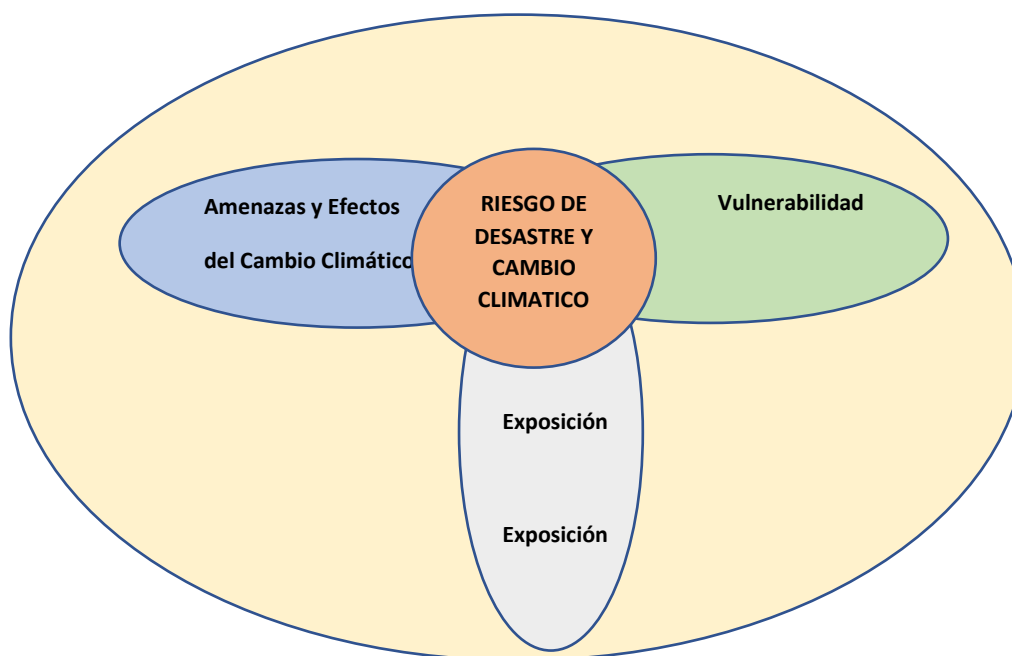 Amenazas y Efectos
del Cambio Climático
RIESGO DE
DESASTRE Y
CAMBIO
CLIMATICO
Vulnerabilidad
Exposición
Exposición